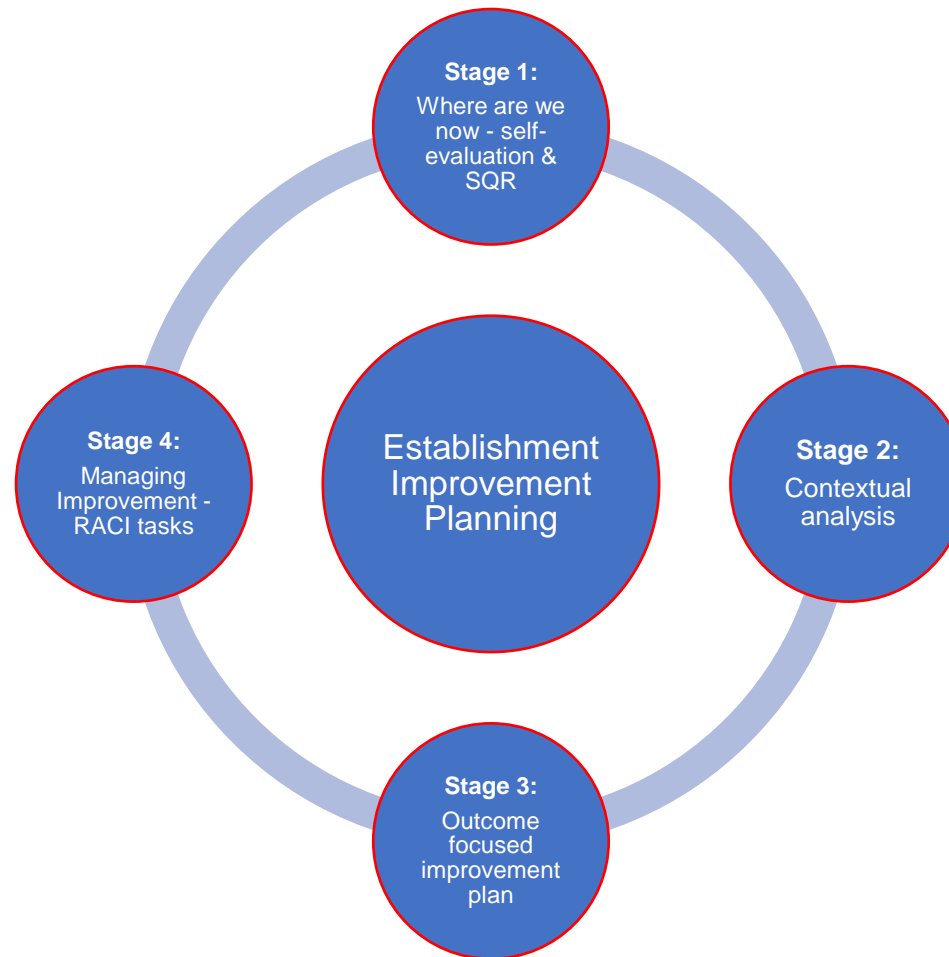 Stage 1:
Where are we
now - self-
evaluation &
SQR
Establishment
Improvement
Planning
Stage 2:
Contextual
analysis
Stage 3:
Outcome
focused
improvement
plan
Stage 4:
Managing
Improvement -
RACI tasks